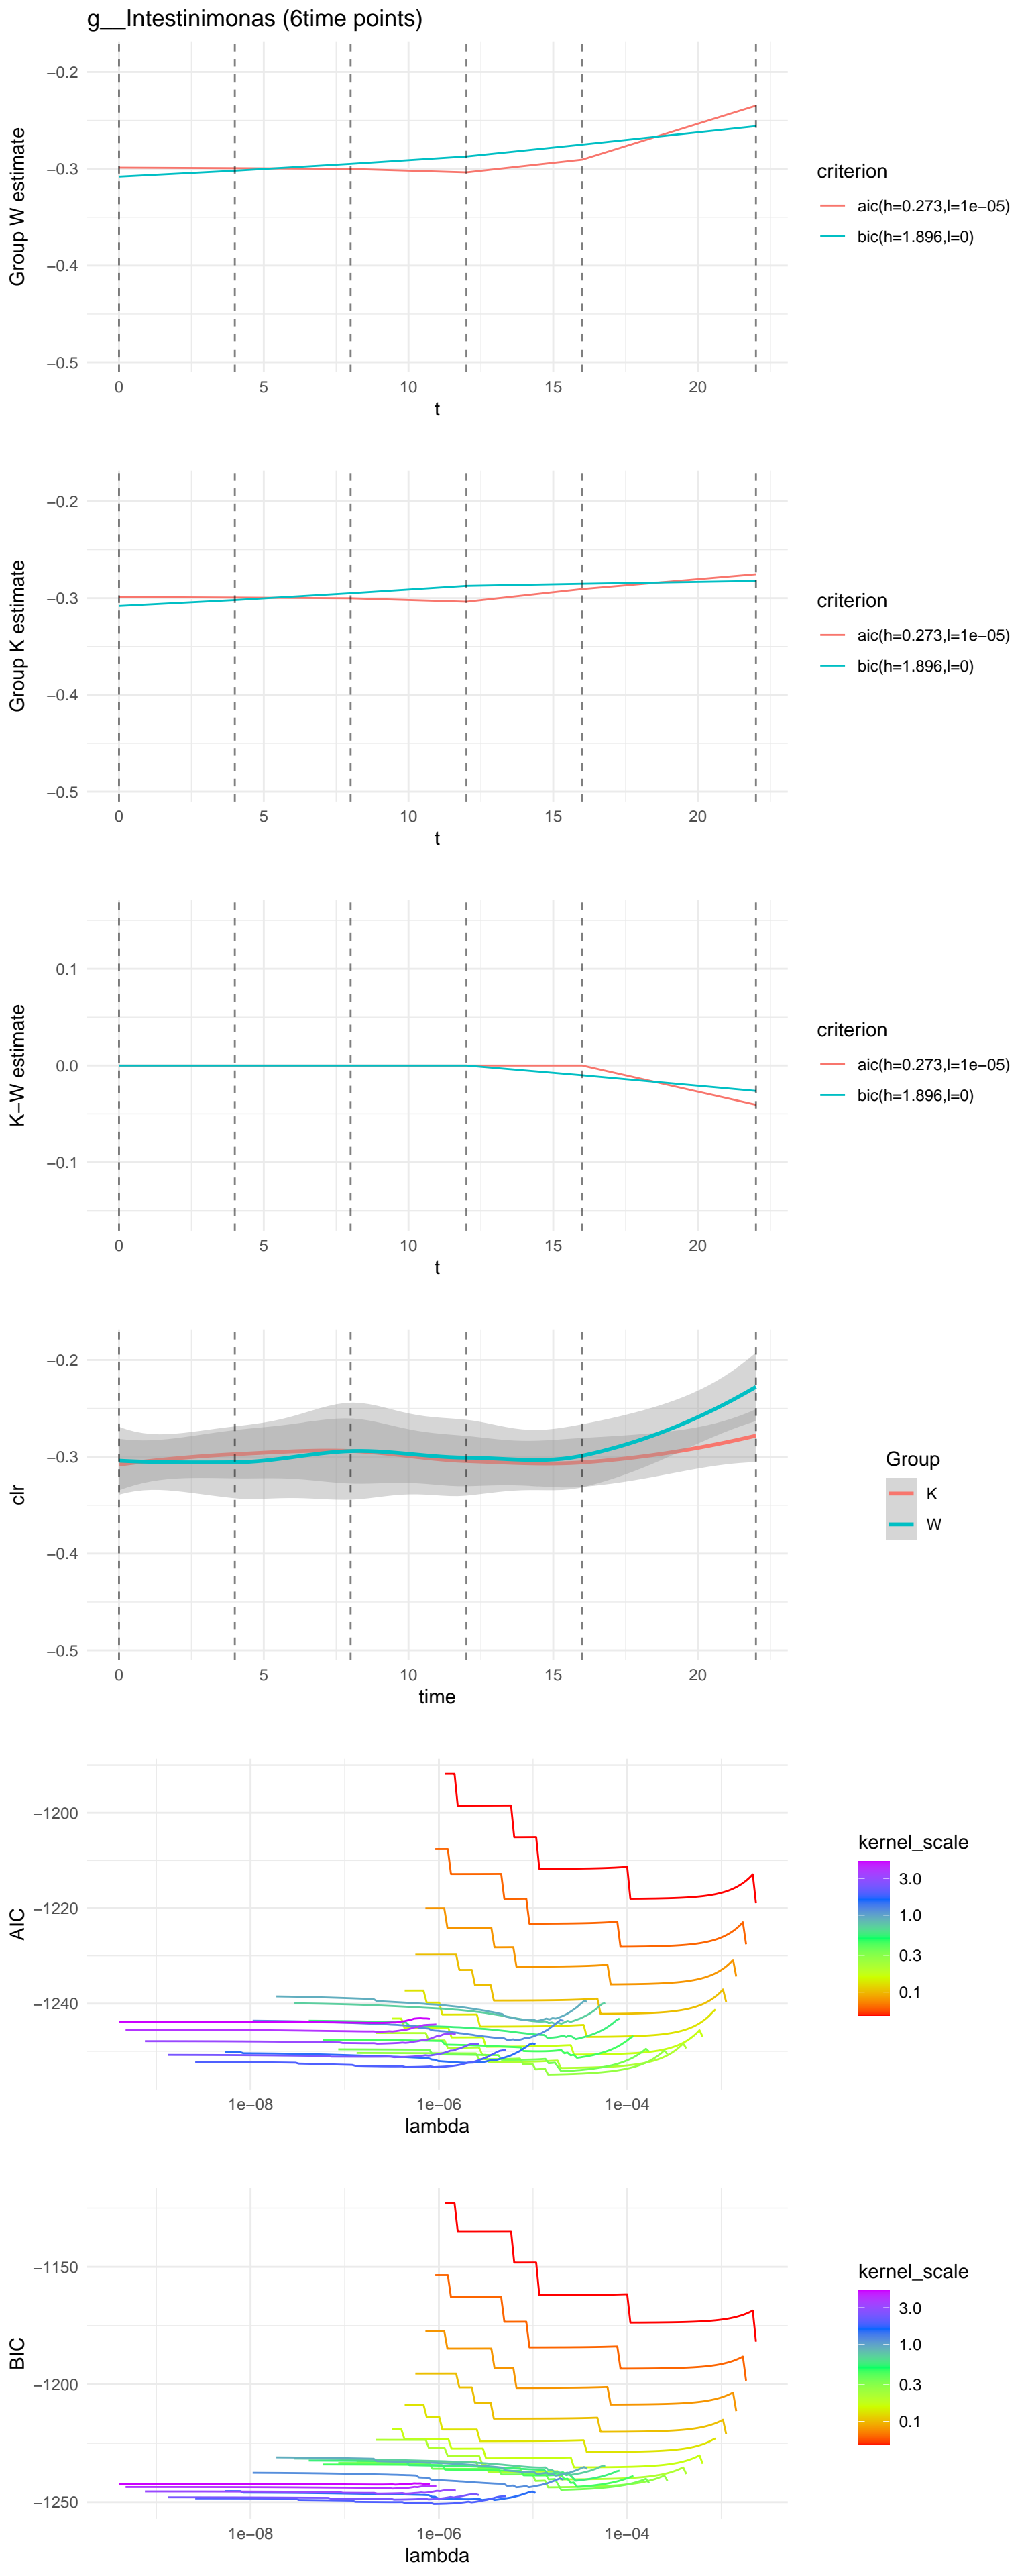 g__Intestinimonas (6time points)
Group W estimate
−0.2
−0.3
−0.4
−0.5
0 5 10 15 20
t
criterion
aic(h=0.273,l=1e−05)
bic(h=1.896,l=0)
Group K estimate
−0.2
−0.3
−0.4
−0.5
0 5 10 15 20
t
criterion
aic(h=0.273,l=1e−05)
bic(h=1.896,l=0)
K−W estimate
0.1
0.0
−0.1
0 5 10 15 20
t
criterion
aic(h=0.273,l=1e−05)
bic(h=1.896,l=0)
clr
−0.2
−0.3
−0.4
−0.5
0 5 10 15 20
time
Group
K
W
AIC
−1200
−1220
−1240
1e−08 1e−06 1e−04
lambda
kernel_scale
3.0
1.0
0.3
0.1
BIC
−1150
−1200
−1250
1e−08 1e−06 1e−04
lambda
kernel_scale
3.0
1.0
0.3
0.1